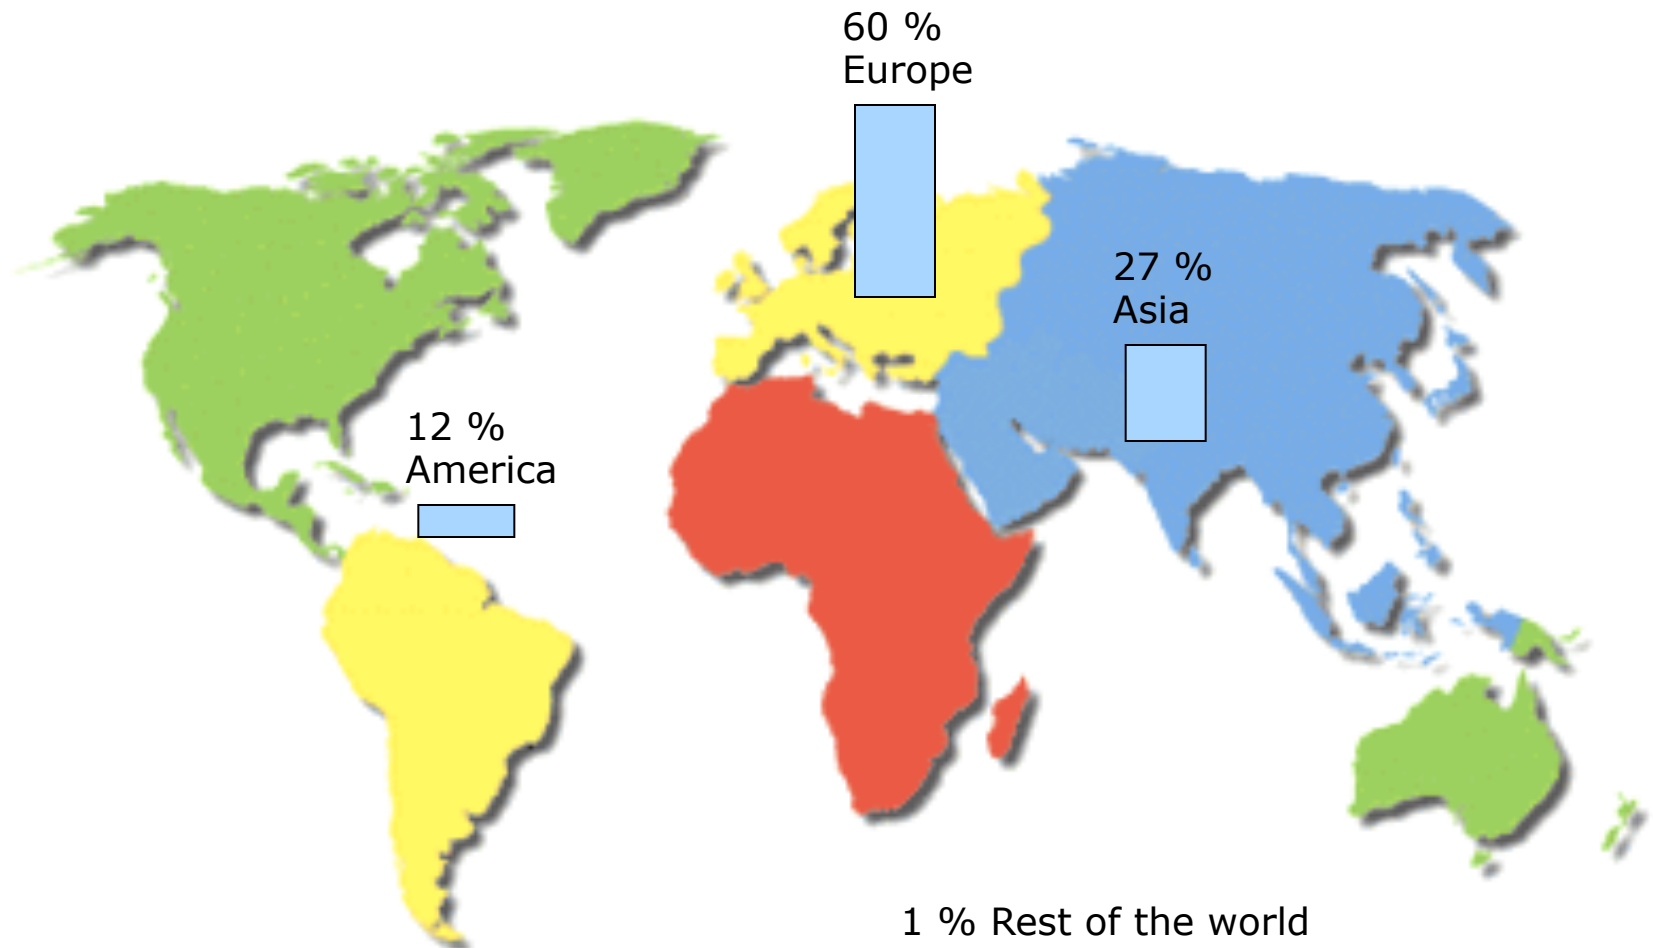 60 %
Europe
27 %
Asia
12 %
America
1 % Rest of the world